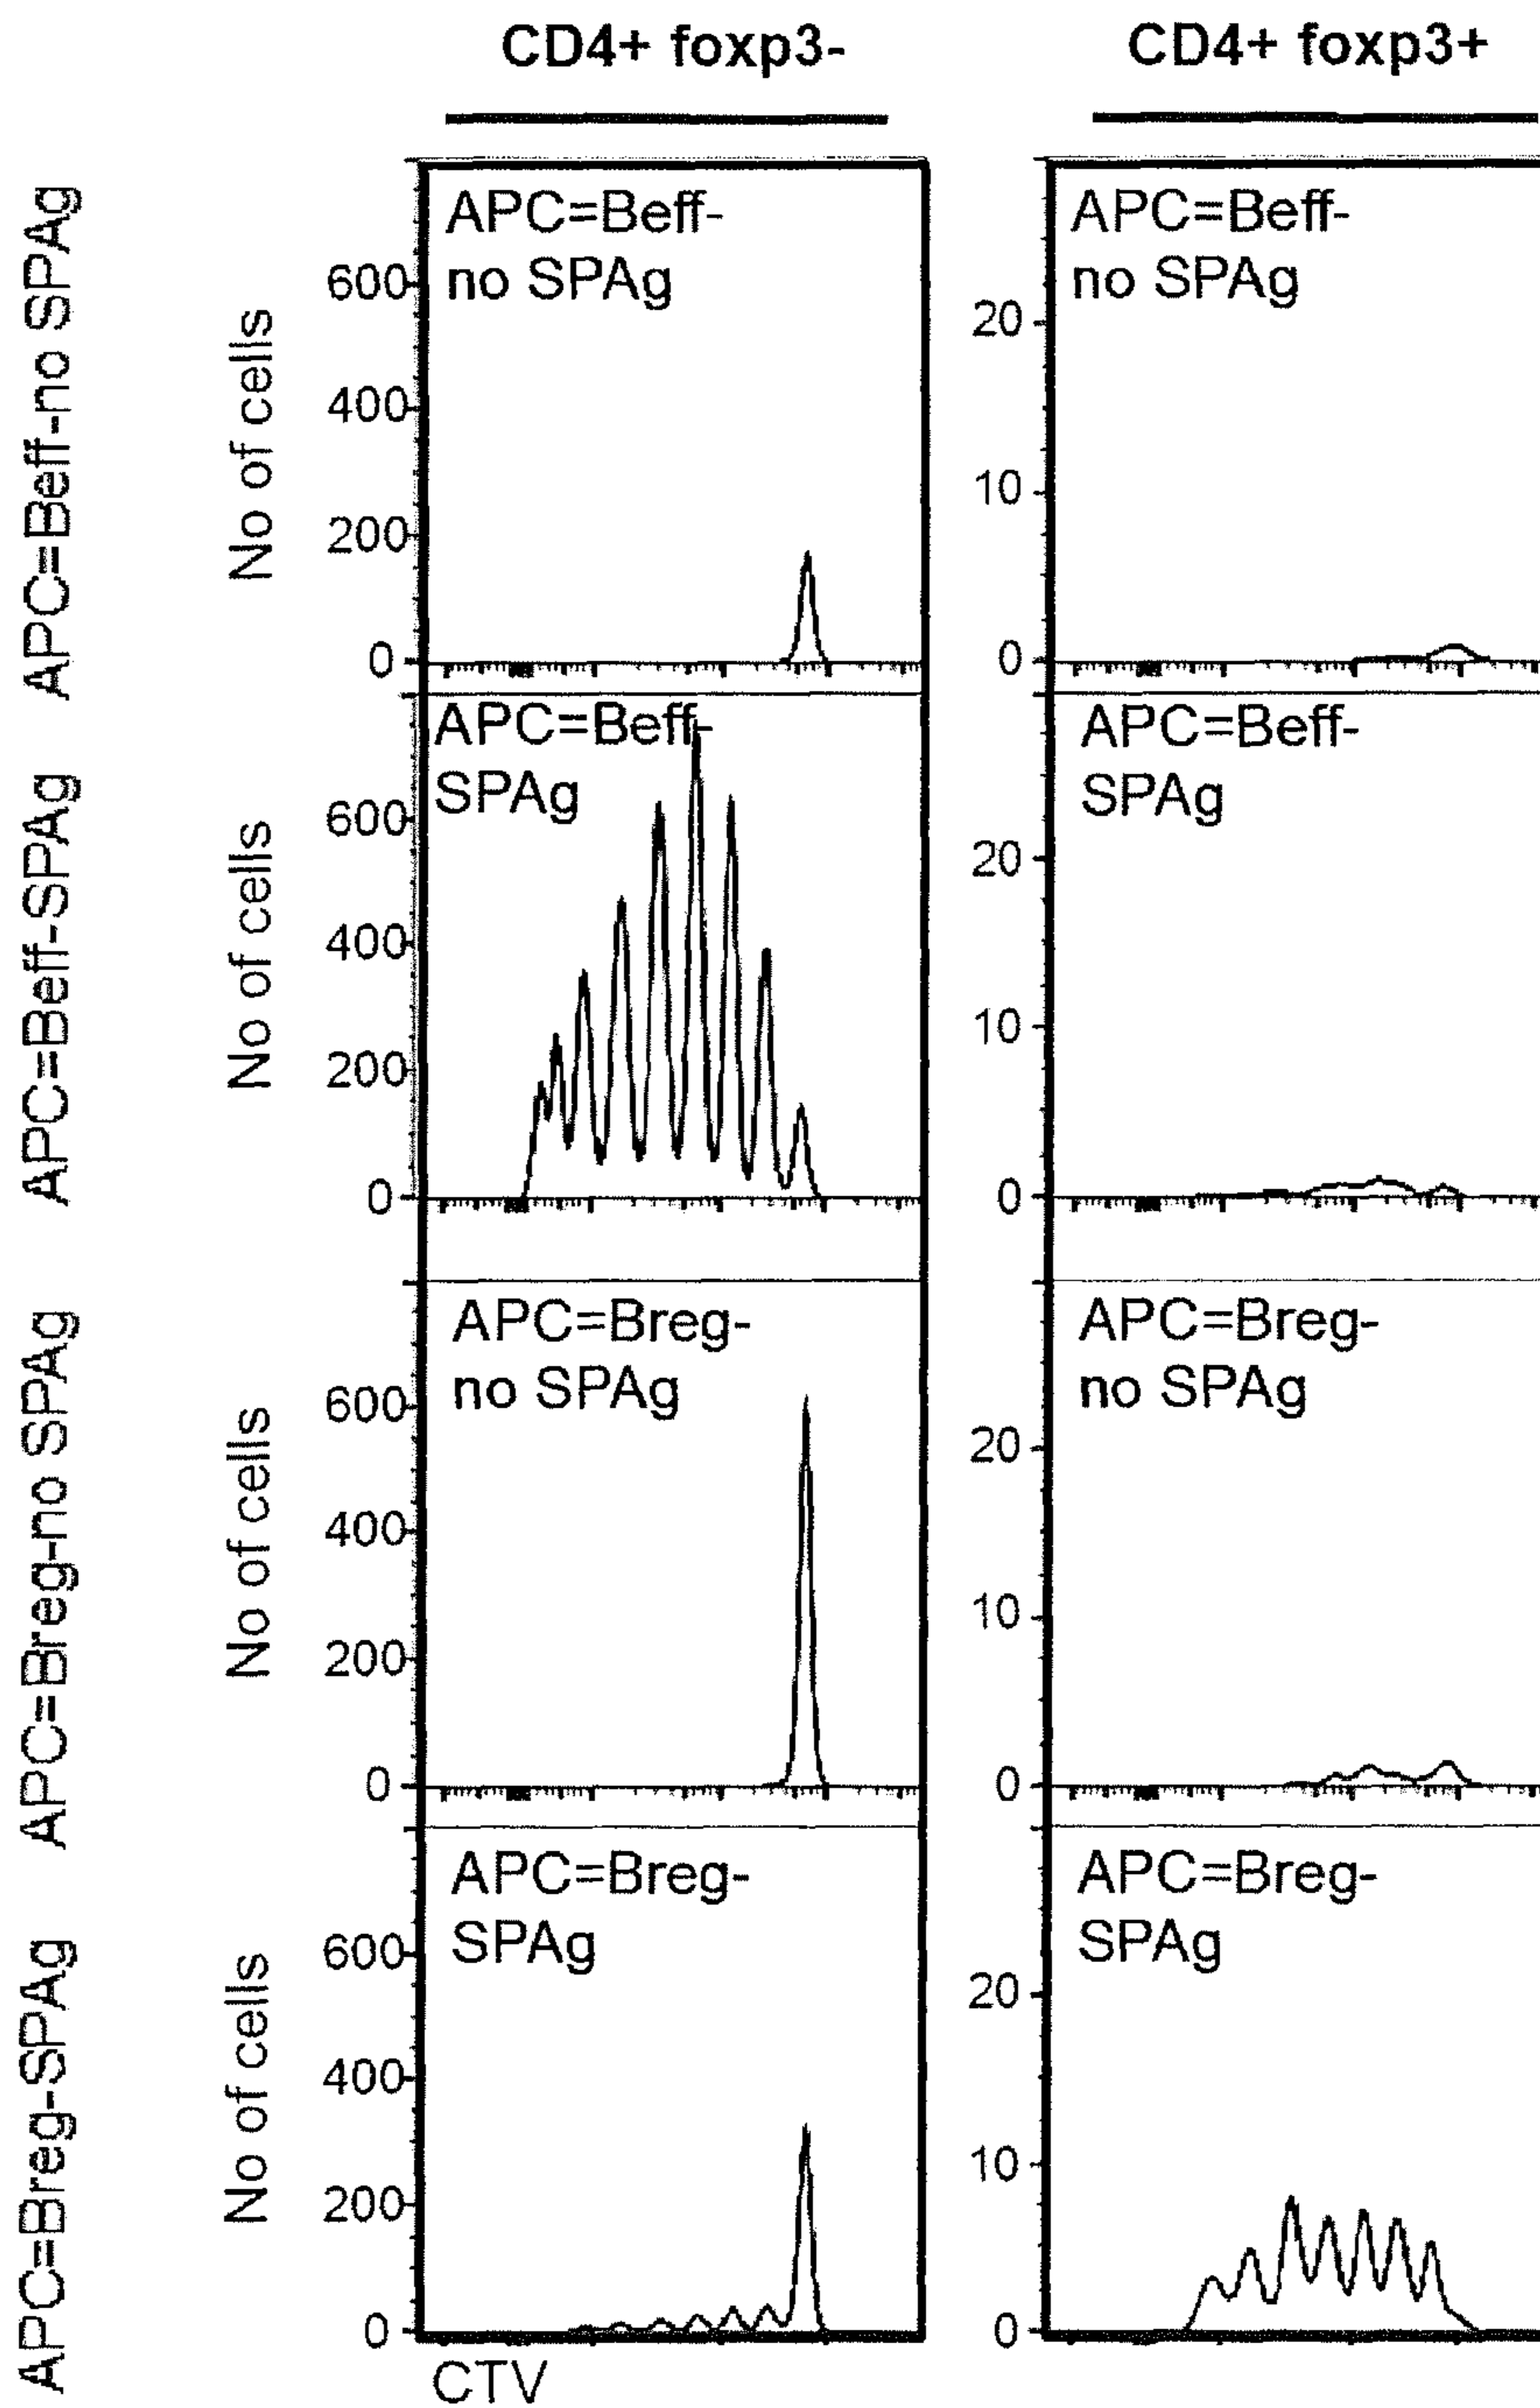 CD4+ foxp3- CD4+ foxp3+
APC=Beff-no SPAg
No of cells
APC=Beff-
no SPAg
600
400
200
0
APC=Beff-
no SPAg
20
10
0
APC=Beff-SPAg
No of cells
APC=Beff-
SPAg
600
400
200
0
APC=Beff-
SPAg
20
10
0
APC=Breg-no SPAg
No of cells
APC=Breg-
no SPAg
600
400
200
0
APC=Breg-
no SPAg
20
10
0
APC=Breg-SPAg
No of cells
APC=Breg-
SPAg
600
400
200
0
APC=Breg-
SPAg
20
10
0
CTV